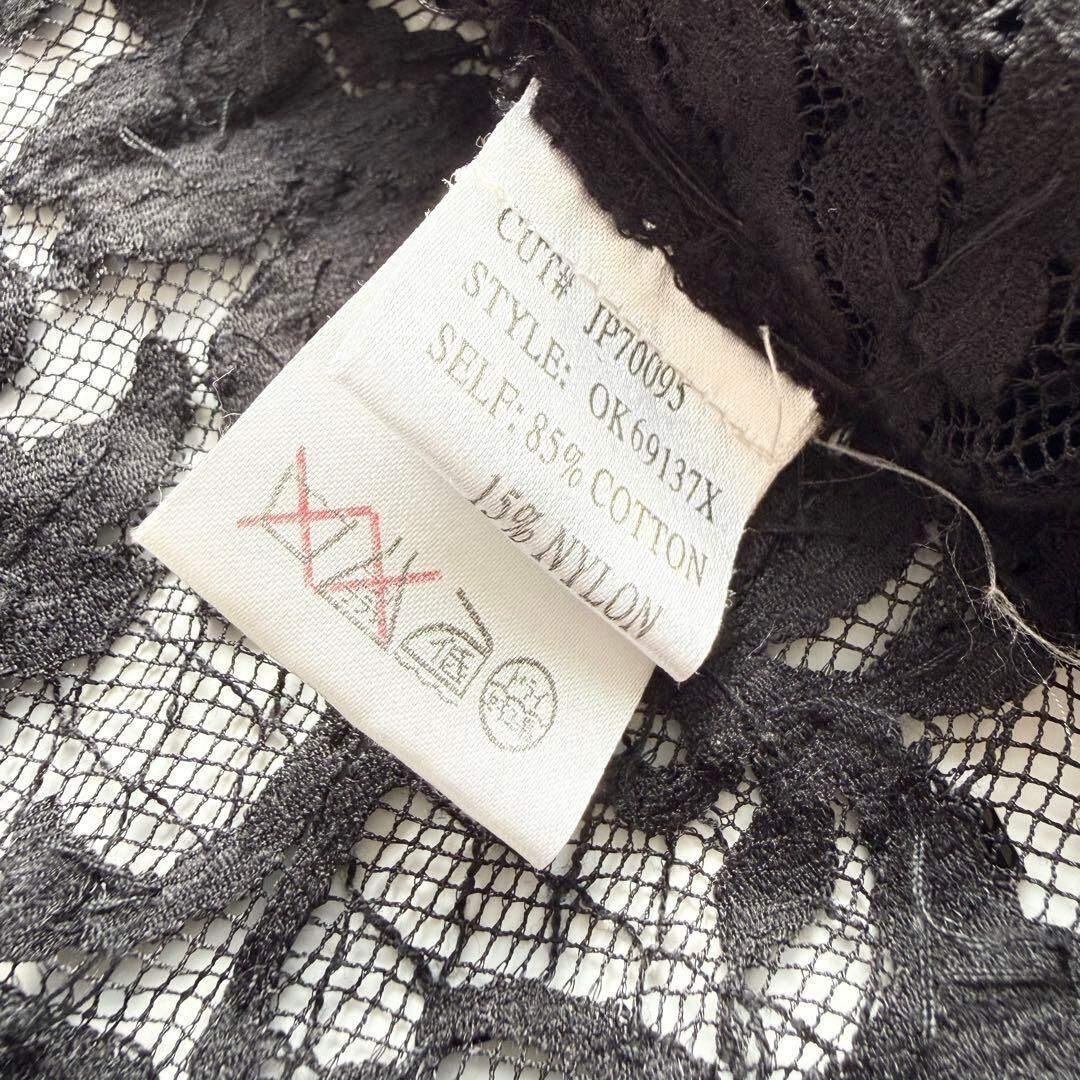 CUT# JP70095
STYLE: OK69137X
SELF: 85% COTTON
15% NYLON